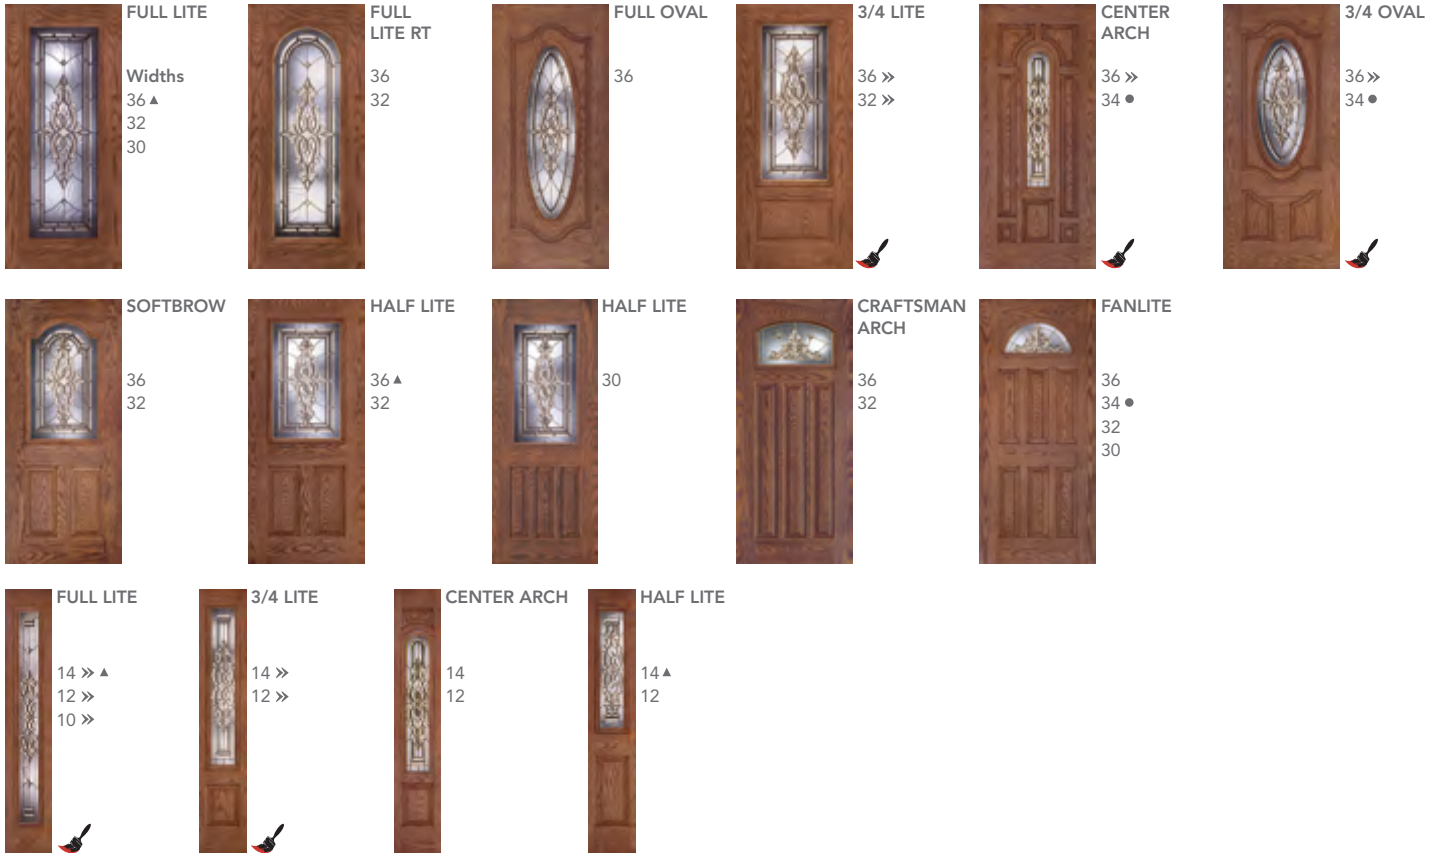 FULL LITE
Widths
36 ▲
32
30
FULL
LITE RT
36
32
FULL OVAL
36
3/4 LITE
36 »
32 »
CENTER
ARCH
36 »
34 ●
3/4 OVAL
36 »
34 ●
SOFTBROW
36
32
HALF LITE
36 ▲
32
HALF LITE
30
CRAFTSMAN
ARCH
36
32
FANLITE
36
34 ●
32
30
FULL LITE
14 » ▲
12 »
10 »
3/4 LITE
14 »
12 »
CENTER ARCH
14
12
HALF LITE
14 ▲
12